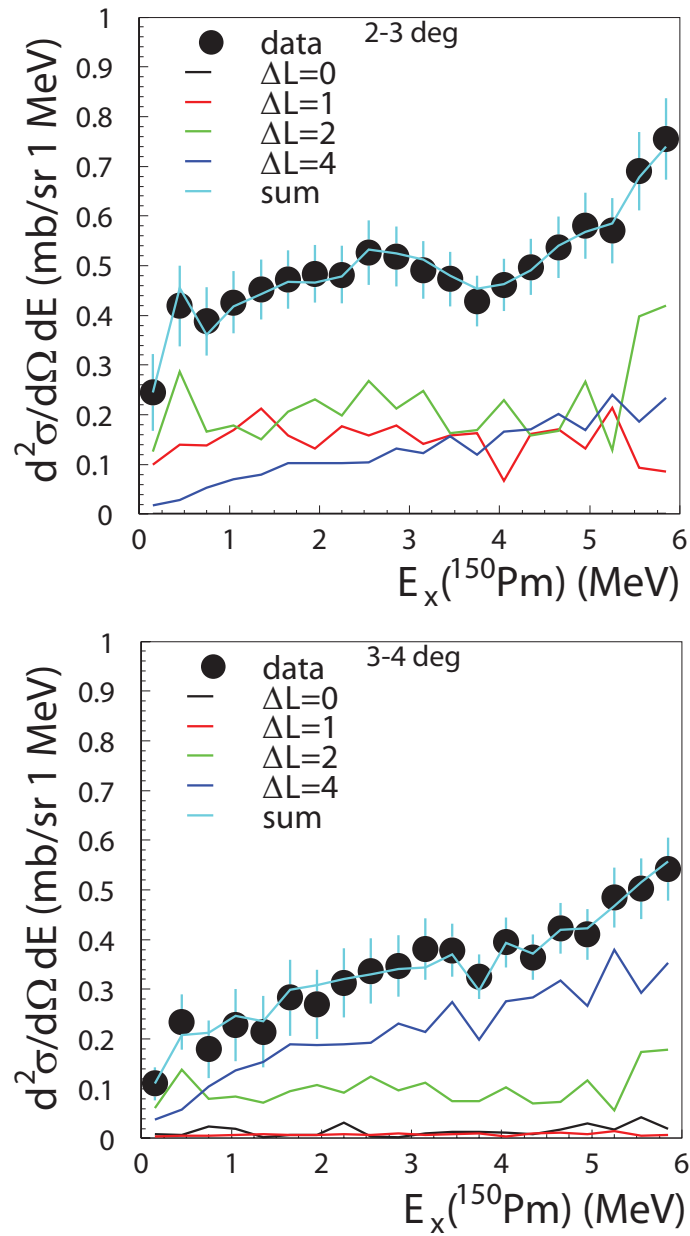 2-3 deg
data
ΔL=0
ΔL=1
ΔL=2
ΔL=4
sum
d²σ/dΩ dE (mb/sr 1 MeV)
1
0.9
0.8
0.7
0.6
0.5
0.4
0.3
0.2
0.1
0
0 1 2 3 4 5 6
Eₓ(¹⁵⁰Pm) (MeV)
3-4 deg
data
ΔL=0
ΔL=1
ΔL=2
ΔL=4
sum
d²σ/dΩ dE (mb/sr 1 MeV)
1
0.9
0.8
0.7
0.6
0.5
0.4
0.3
0.2
0.1
0
0 1 2 3 4 5 6
Eₓ(¹⁵⁰Pm) (MeV)